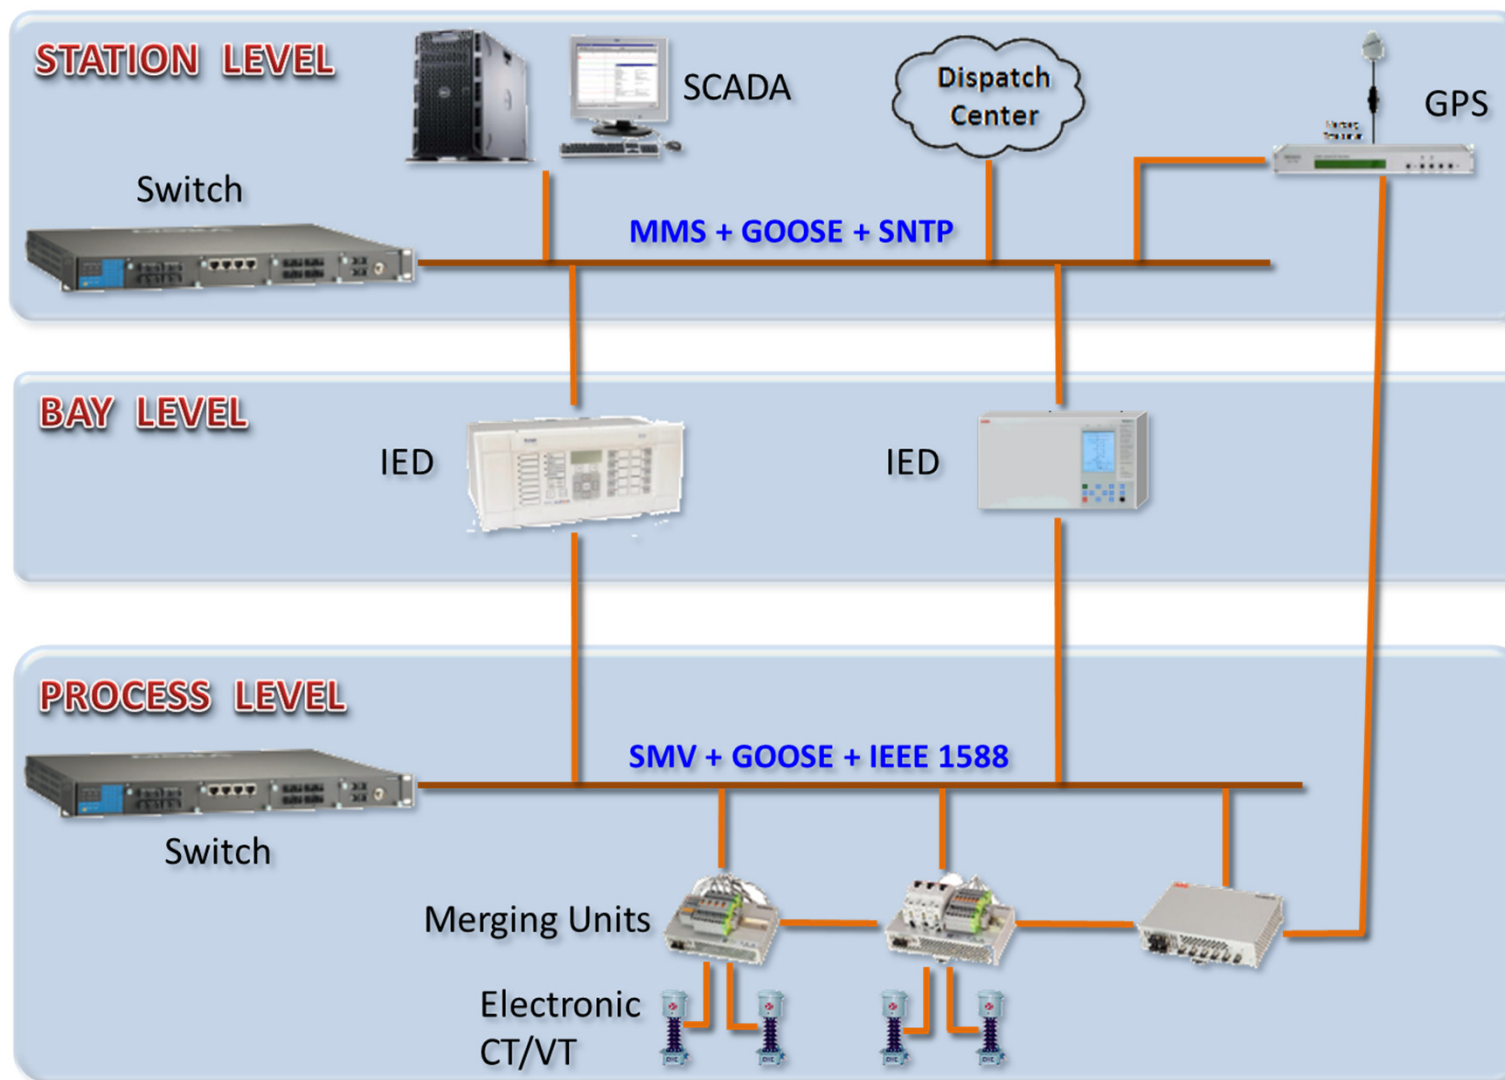 STATION LEVEL
SCADA
Dispatch
Center
GPS
Switch
MMS + GOOSE + SNTP
BAY LEVEL
IED
IED
PROCESS LEVEL
SMV + GOOSE + IEEE 1588
Switch
Merging Units
Electronic
CT/VT